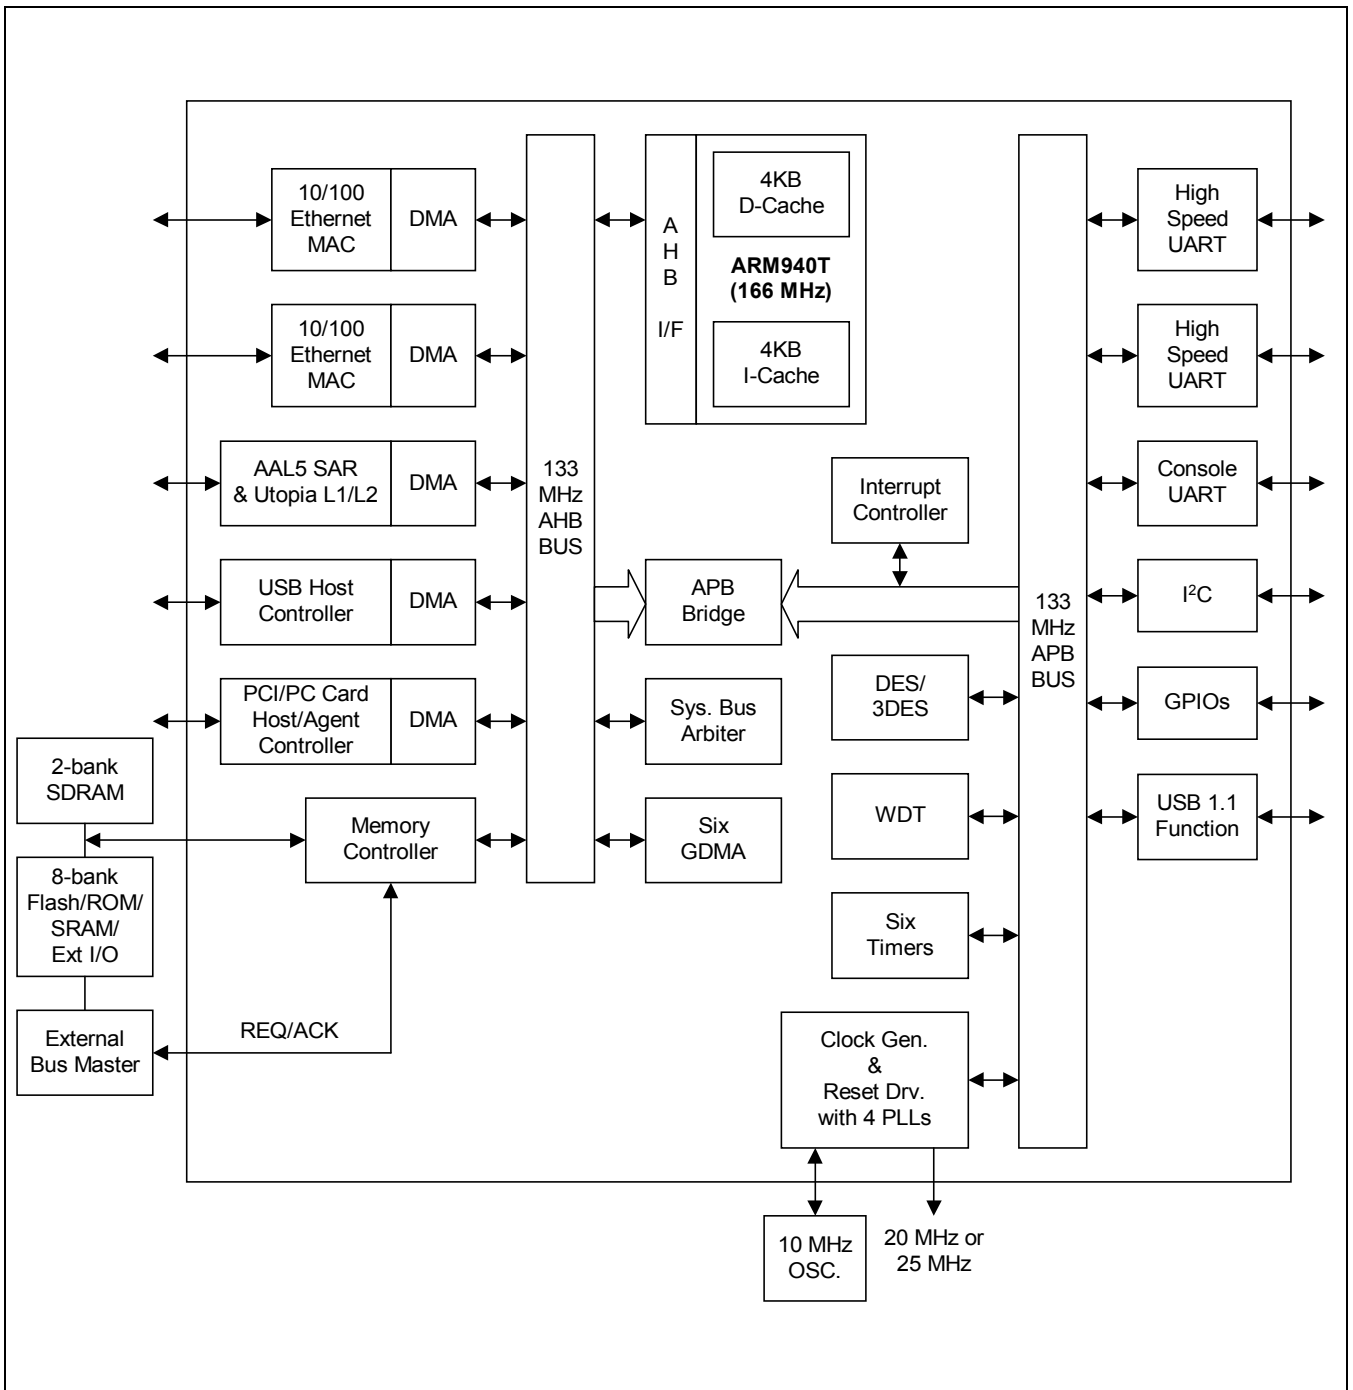 10/100
Ethernet
MAC
DMA
10/100
Ethernet
MAC
DMA
AAL5 SAR
& Utopia L1/L2
DMA
USB Host
Controller
DMA
PCI/PC Card
Host/Agent
Controller
DMA
2-bank
SDRAM
Memory
Controller
8-bank
Flash/ROM/
SRAM/
Ext I/O
External
Bus Master
REQ/ACK
133
MHz
AHB
BUS
A
H
B
I/F
4KB
D-Cache
ARM940T
(166 MHz)
4KB
I-Cache
Interrupt
Controller
APB
Bridge
Sys. Bus
Arbiter
Six
GDMA
DES/
3DES
WDT
Six
Timers
Clock Gen.
&
Reset Drv.
with 4 PLLs
10 MHz
OSC.
20 MHz or
25 MHz
133
MHz
APB
BUS
High
Speed
UART
High
Speed
UART
Console
UART
I²C
GPIOs
USB 1.1
Function